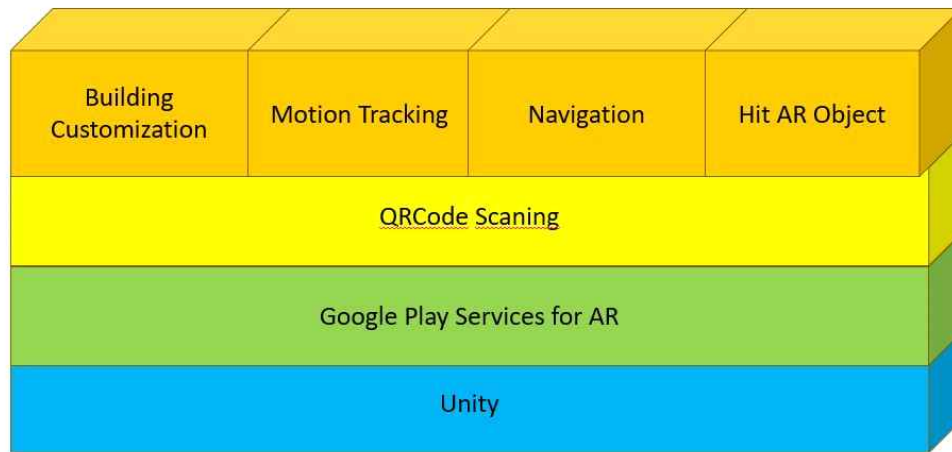 Building
Customization
Motion Tracking
Navigation
Hit AR Object
QRCode Scaning
Google Play Services for AR
Unity